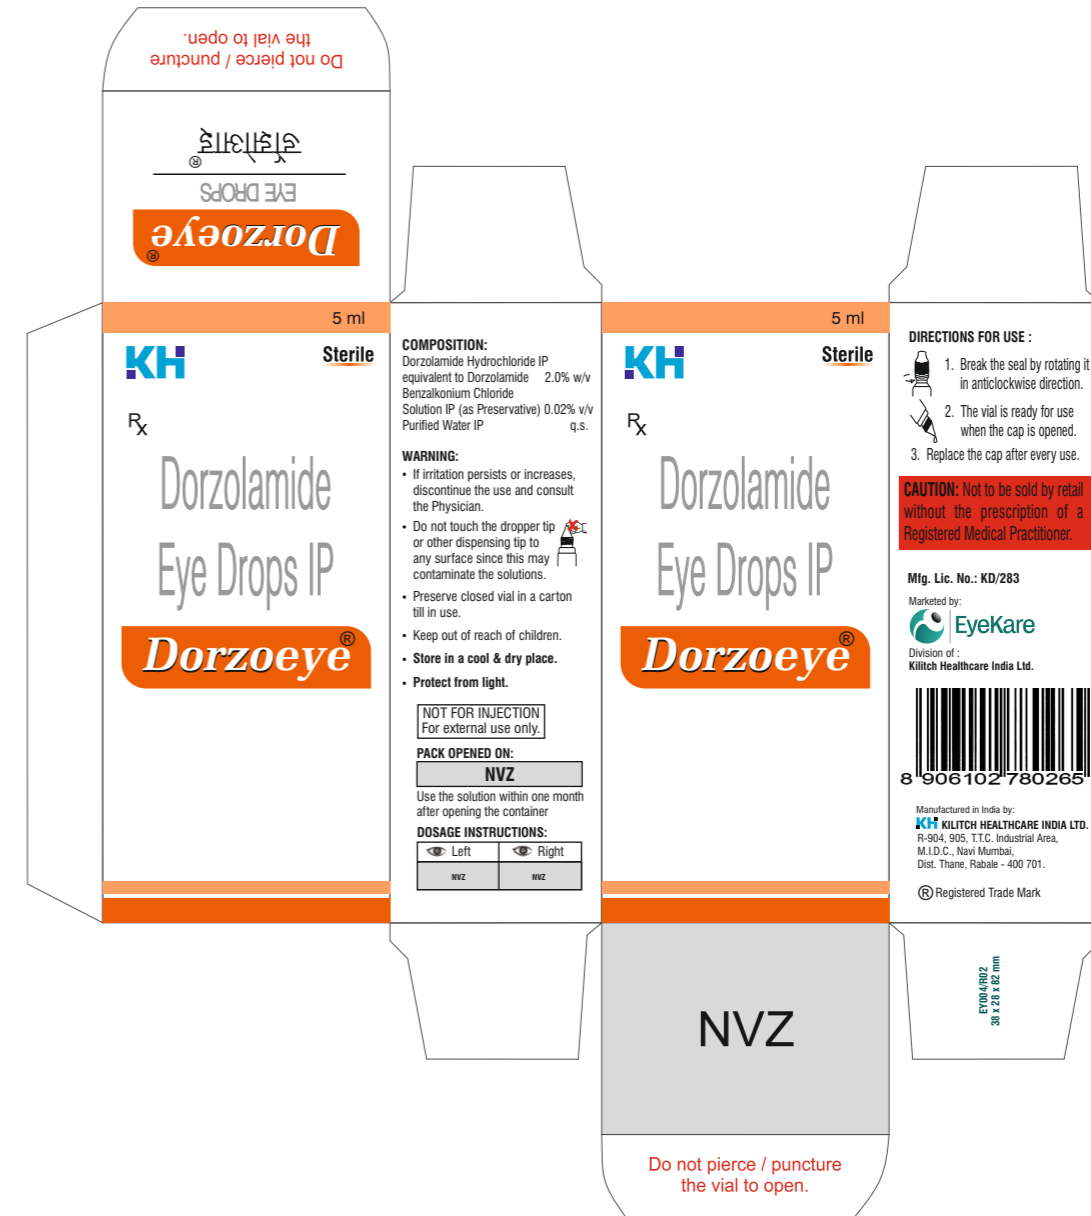 Do not pierce / puncture
the vial to open.
Dorzoeye®
EYE DROPS
डॉर्झोआई®
5 ml
KH
Sterile
Rx
Dorzolamide
Eye Drops IP
Dorzoeye®
COMPOSITION:
Dorzolamide Hydrochloride IP
equivalent to Dorzolamide 2.0% w/v
Benzalkonium Chloride
Solution IP (as Preservative) 0.02% v/v
Purified Water IP q.s.
WARNING:
• If irritation persists or increases,
discontinue the use and consult
the Physician.
• Do not touch the dropper tip
or other dispensing tip to
any surface since this may
contaminate the solutions.
• Preserve closed vial in a carton
till in use.
• Keep out of reach of children.
• Store in a cool & dry place.
• Protect from light.
NOT FOR INJECTION
For external use only.
PACK OPENED ON:
NVZ
Use the solution within one month
after opening the container
DOSAGE INSTRUCTIONS:
Left Right
NVZ NVZ
5 ml
KH
Sterile
Rx
Dorzolamide
Eye Drops IP
Dorzoeye®
NVZ
Do not pierce / puncture
the vial to open.
DIRECTIONS FOR USE :
1. Break the seal by rotating it
in anticlockwise direction.
2. The vial is ready for use
when the cap is opened.
3. Replace the cap after every use.
CAUTION: Not to be sold by retail
without the prescription of a
Registered Medical Practitioner.
Mfg. Lic. No.: KD/283
Marketed by:
EyeKare
Division of :
Kilitch Healthcare India Ltd.
8 906102 780265
Manufactured in India by:
KH KILITCH HEALTHCARE INDIA LTD.
R-904, 905, T.T.C. Industrial Area,
M.I.D.C., Navi Mumbai,
Dist. Thane, Rabale - 400 701.
® Registered Trade Mark
EY004/R02
38 x 28 x 82 mm